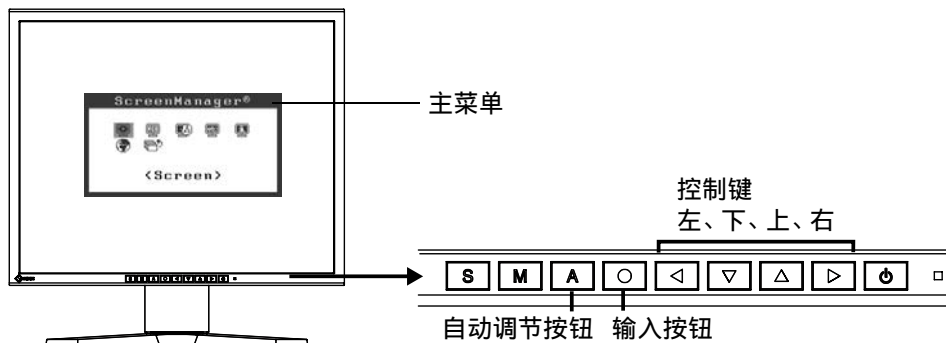 ScreenManager®
<Screen>
主菜单
控制键
左、下、上、右
S M A
自动调节按钮 输入按钮